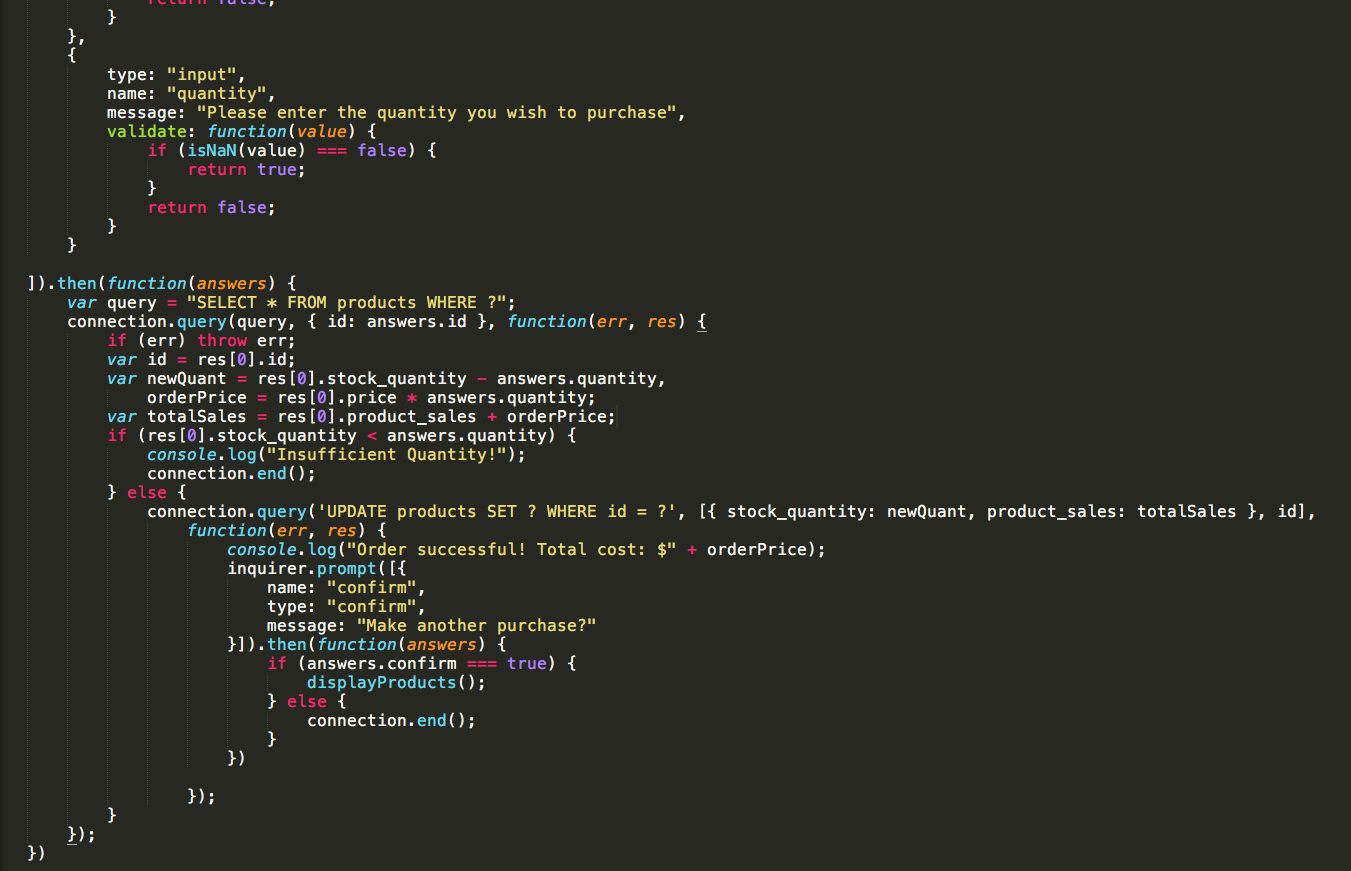 return false;
}
},
{
type: "input",
name: "quantity",
message: "Please enter the quantity you wish to purchase",
validate: function(value) {
if (isNaN(value) === false) {
return true;
}
return false;
}
}
]).then(function(answers) {
var query = "SELECT * FROM products WHERE ?";
connection.query(query, { id: answers.id }, function(err, res) {
if (err) throw err;
var id = res[0].id;
var newQuant = res[0].stock_quantity - answers.quantity,
orderPrice = res[0].price * answers.quantity;
var totalSales = res[0].product_sales + orderPrice;
if (res[0].stock_quantity < answers.quantity) {
console.log("Insufficient Quantity!");
connection.end();
} else {
connection.query('UPDATE products SET ? WHERE id = ?', [{ stock_quantity: newQuant, product_sales: totalSales }, id],
function(err, res) {
console.log("Order successful! Total cost: $" + orderPrice);
inquirer.prompt([{
name: "confirm",
type: "confirm",
message: "Make another purchase?"
}]).then(function(answers) {
if (answers.confirm === true) {
displayProducts();
} else {
connection.end();
}
})
});
}
});
})